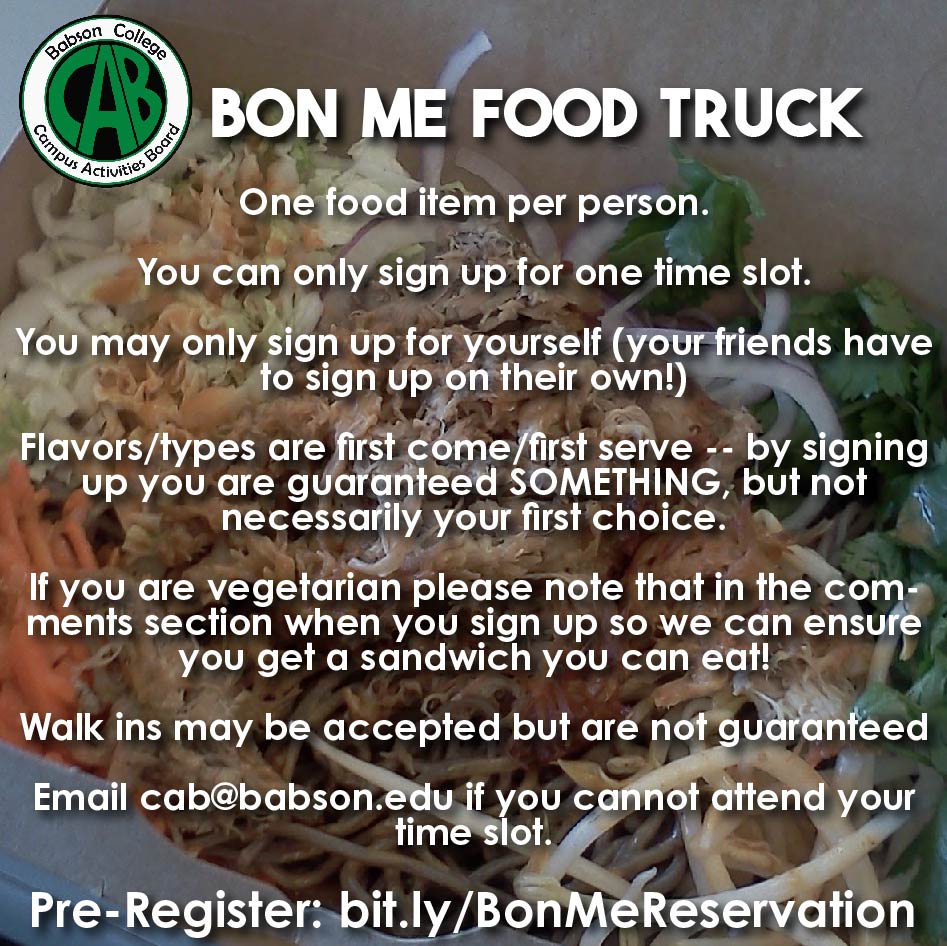 Babson College
CAB
Campus Activities Board
BON ME FOOD TRUCK
One food item per person.
You can only sign up for one time slot.
You may only sign up for yourself (your friends have
to sign up on their own!)
Flavors/types are first come/first serve -- by signing
up you are guaranteed SOMETHING, but not
necessarily your first choice.
If you are vegetarian please note that in the com-
ments section when you sign up so we can ensure
you get a sandwich you can eat!
Walk ins may be accepted but are not guaranteed
Email cab@babson.edu if you cannot attend your
time slot.
Pre-Register: bit.ly/BonMeReservation